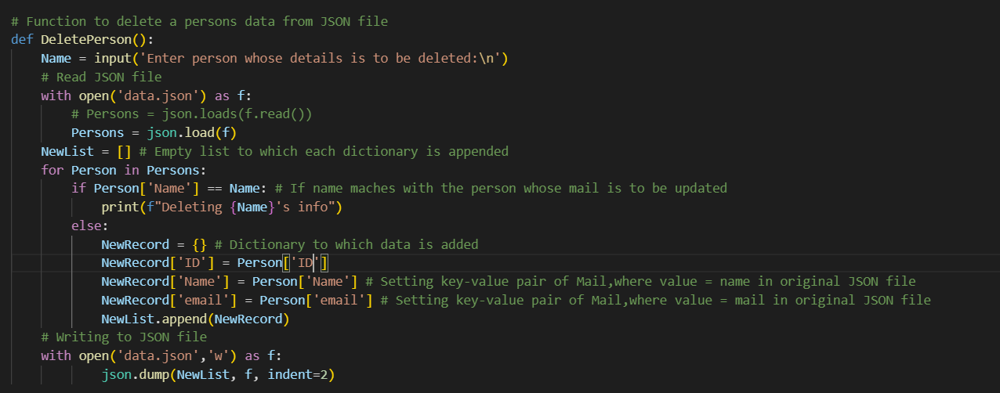 # Function to delete a persons data from JSON file
def DeletePerson():
    Name = input('Enter person whose details is to be deleted:\n')
    # Read JSON file
    with open('data.json') as f:
        # Persons = json.loads(f.read())
        Persons = json.load(f)
    NewList = [] # Empty list to which each dictionary is appended
    for Person in Persons:
        if Person['Name'] == Name: # If name maches with the person whose mail is to be updated
            print(f"Deleting {Name}'s info")
        else:
            NewRecord = {} # Dictionary to which data is added
            NewRecord['ID'] = Person['ID']
            NewRecord['Name'] = Person['Name'] # Setting key-value pair of Mail,where value = name in original JSON file
            NewRecord['email'] = Person['email'] # Setting key-value pair of Mail,where value = mail in original JSON file
            NewList.append(NewRecord)
    # Writing to JSON file
    with open('data.json','w') as f:
            json.dump(NewList, f, indent=2)